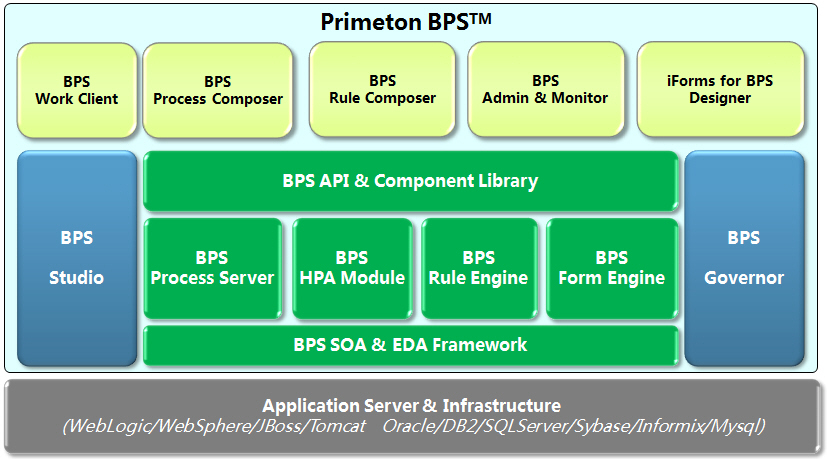 Primeton BPS™
BPS
Work Client
BPS
Process Composer
BPS
Rule Composer
BPS
Admin & Monitor
iForms for BPS
Designer
BPS
Studio
BPS API & Component Library
BPS
Process Server
BPS
HPA Module
BPS
Rule Engine
BPS
Form Engine
BPS SOA & EDA Framework
BPS
Governor
Application Server & Infrastructure
(WebLogic/WebSphere/JBoss/Tomcat Oracle/DB2/SQLServer/Sybase/Informix/Mysql)